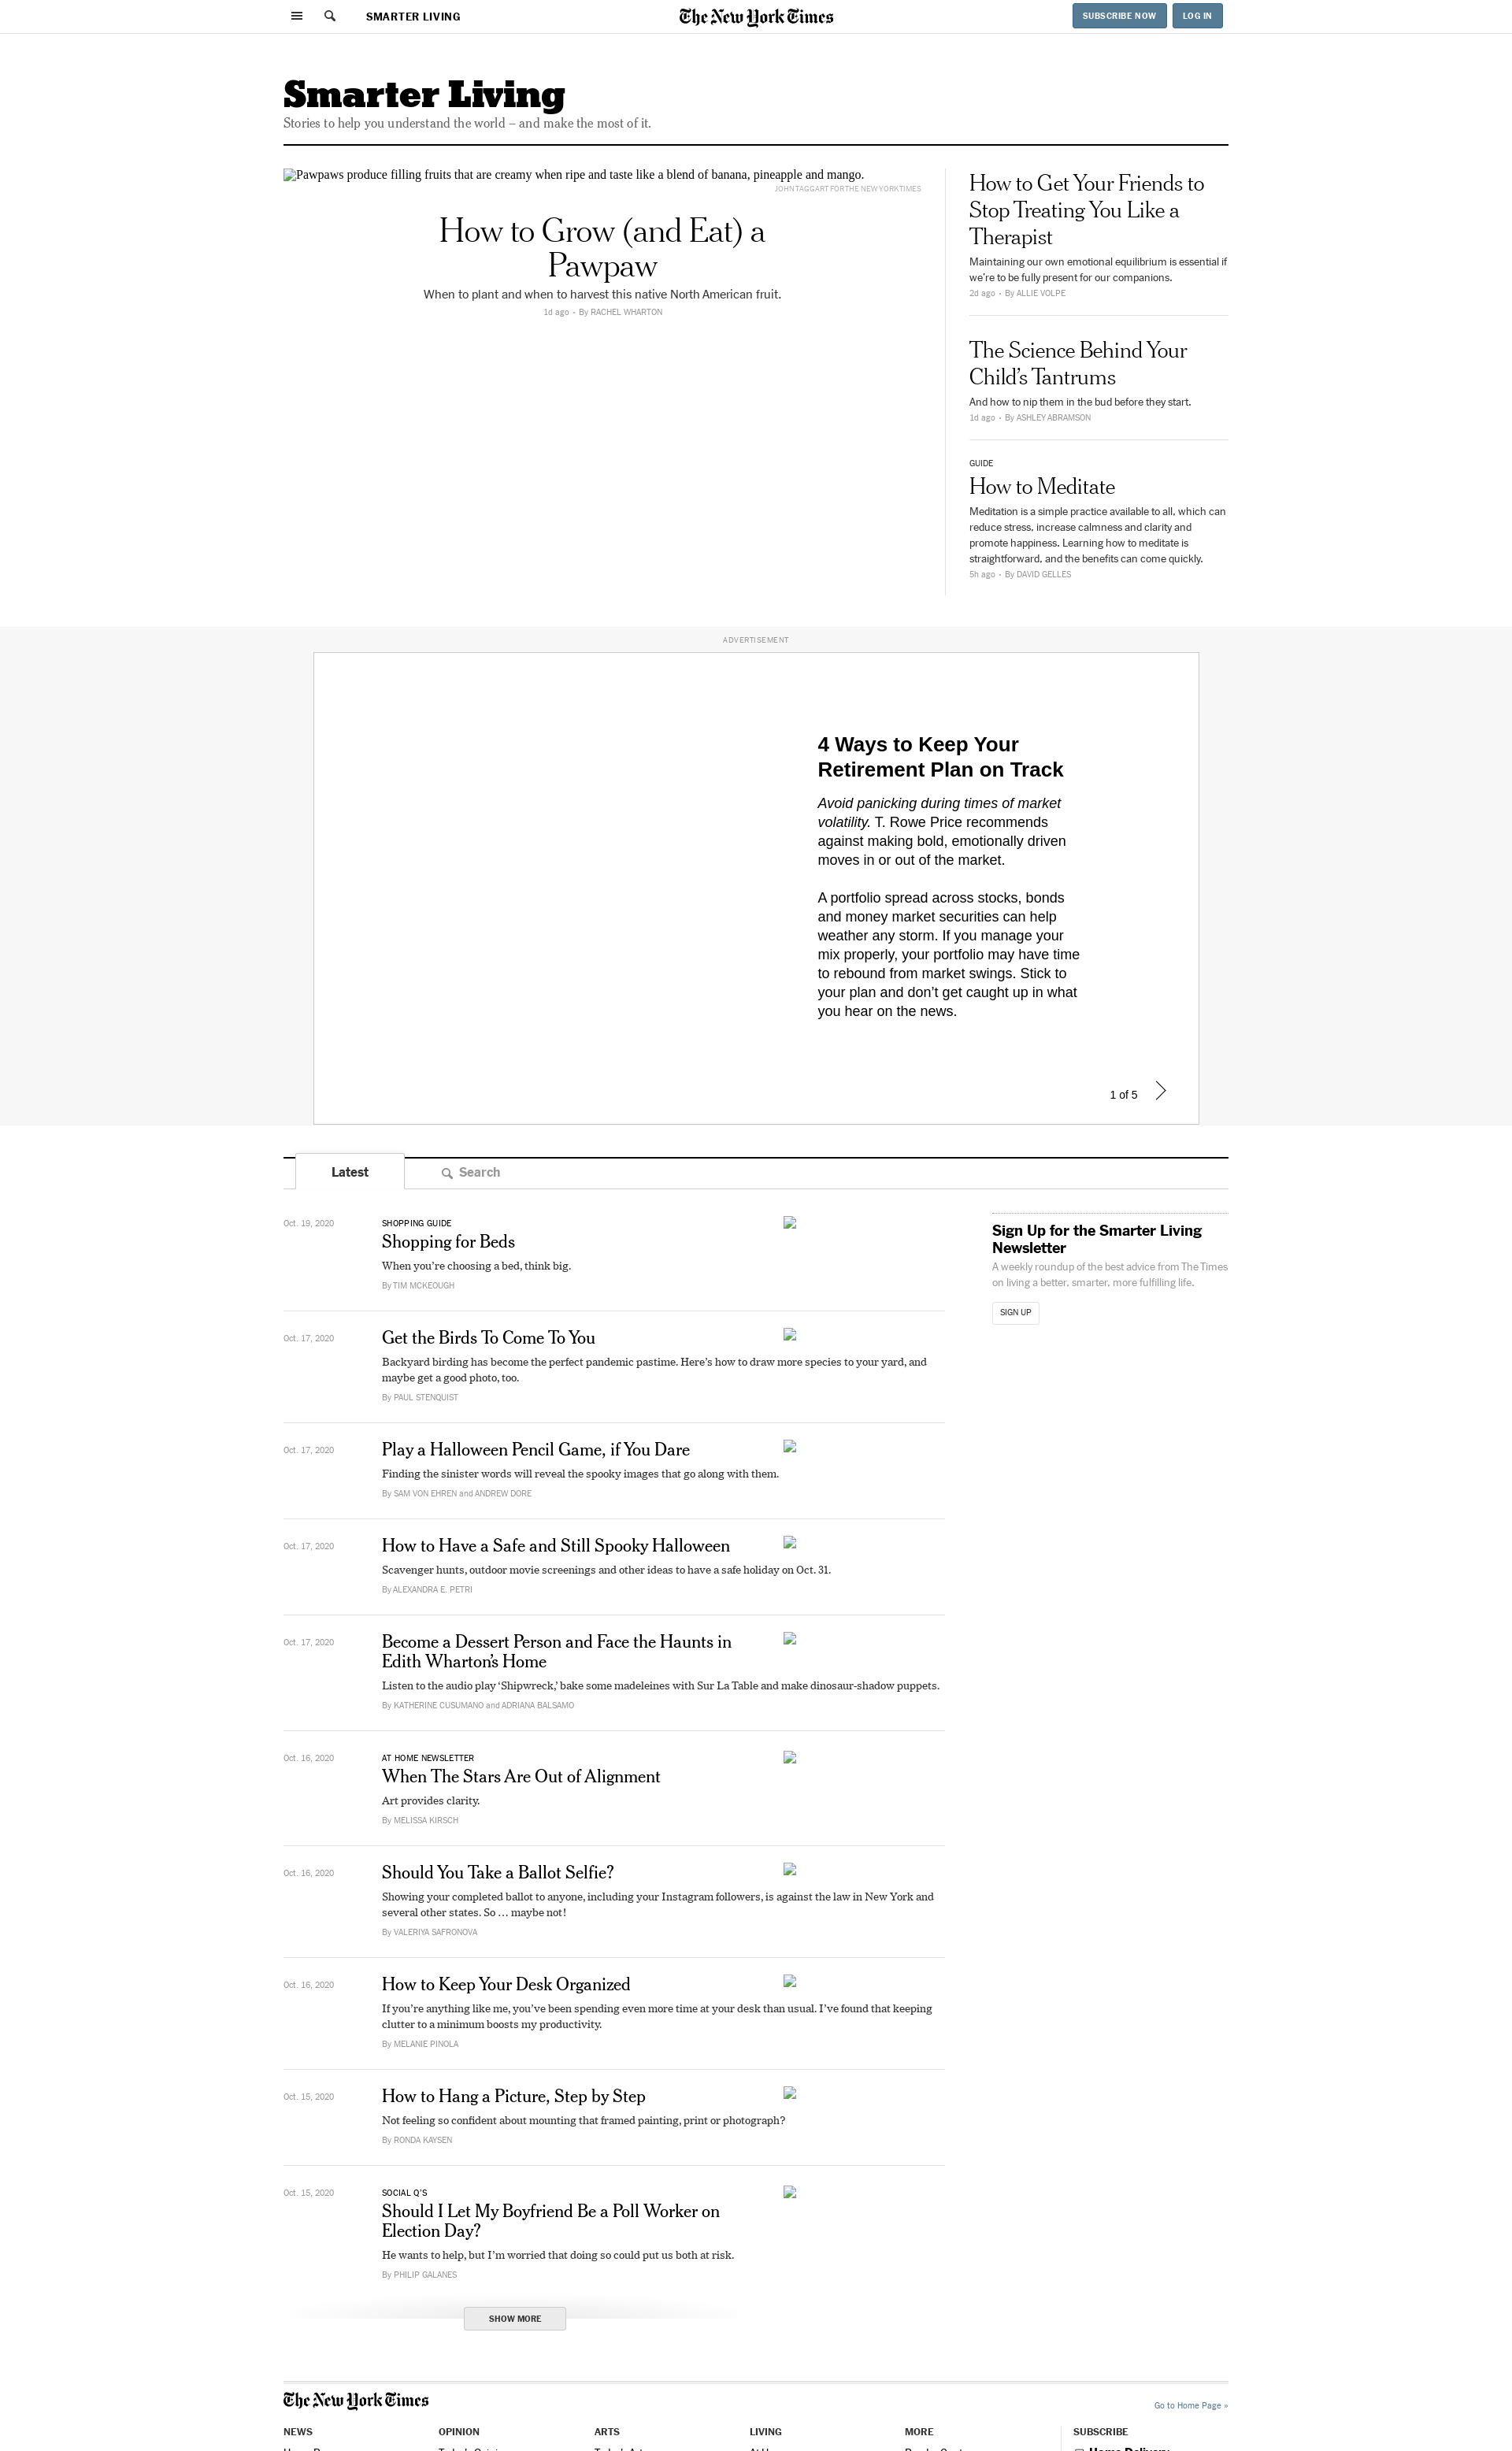 SMARTER LIVING
The New York Times
SUBSCRIBE NOW
LOG IN
Smarter Living
Stories to help you understand the world – and make the most of it.
Pawpaws produce filling fruits that are creamy when ripe and taste like a blend of banana, pineapple and mango.
JOHN TAGGART FOR THE NEW YORK TIMES
How to Grow (and Eat) a
Pawpaw
When to plant and when to harvest this native North American fruit.
1d ago • By RACHEL WHARTON
How to Get Your Friends to
Stop Treating You Like a
Therapist
Maintaining our own emotional equilibrium is essential if
we’re to be fully present for our companions.
2d ago • By ALLIE VOLPE
The Science Behind Your
Child’s Tantrums
And how to nip them in the bud before they start.
1d ago • By ASHLEY ABRAMSON
GUIDE
How to Meditate
Meditation is a simple practice available to all, which can
reduce stress, increase calmness and clarity and
promote happiness. Learning how to meditate is
straightforward, and the benefits can come quickly.
5h ago • By DAVID GELLES
ADVERTISEMENT
4 Ways to Keep Your
Retirement Plan on Track
Avoid panicking during times of market
volatility. T. Rowe Price recommends
against making bold, emotionally driven
moves in or out of the market.
A portfolio spread across stocks, bonds
and money market securities can help
weather any storm. If you manage your
mix properly, your portfolio may have time
to rebound from market swings. Stick to
your plan and don’t get caught up in what
you hear on the news.
1 of 5
Latest
Search
Oct. 19, 2020
SHOPPING GUIDE
Shopping for Beds
When you’re choosing a bed, think big.
By TIM MCKEOUGH
Sign Up for the Smarter Living
Newsletter
A weekly roundup of the best advice from The Times
on living a better, smarter, more fulfilling life.
SIGN UP
Oct. 17, 2020
Get the Birds To Come To You
Backyard birding has become the perfect pandemic pastime. Here’s how to draw more species to your yard, and
maybe get a good photo, too.
By PAUL STENQUIST
Oct. 17, 2020
Play a Halloween Pencil Game, if You Dare
Finding the sinister words will reveal the spooky images that go along with them.
By SAM VON EHREN and ANDREW DORE
Oct. 17, 2020
How to Have a Safe and Still Spooky Halloween
Scavenger hunts, outdoor movie screenings and other ideas to have a safe holiday on Oct. 31.
By ALEXANDRA E. PETRI
Oct. 17, 2020
Become a Dessert Person and Face the Haunts in
Edith Wharton’s Home
Listen to the audio play ‘Shipwreck,’ bake some madeleines with Sur La Table and make dinosaur-shadow puppets.
By KATHERINE CUSUMANO and ADRIANA BALSAMO
Oct. 16, 2020
AT HOME NEWSLETTER
When The Stars Are Out of Alignment
Art provides clarity.
By MELISSA KIRSCH
Oct. 16, 2020
Should You Take a Ballot Selfie?
Showing your completed ballot to anyone, including your Instagram followers, is against the law in New York and
several other states. So … maybe not!
By VALERIYA SAFRONOVA
Oct. 16, 2020
How to Keep Your Desk Organized
If you’re anything like me, you’ve been spending even more time at your desk than usual. I’ve found that keeping
clutter to a minimum boosts my productivity.
By MELANIE PINOLA
Oct. 15, 2020
How to Hang a Picture, Step by Step
Not feeling so confident about mounting that framed painting, print or photograph?
By RONDA KAYSEN
Oct. 15, 2020
SOCIAL Q’S
Should I Let My Boyfriend Be a Poll Worker on
Election Day?
He wants to help, but I’m worried that doing so could put us both at risk.
By PHILIP GALANES
SHOW MORE
The New York Times
Go to Home Page »
NEWS
OPINION
ARTS
LIVING
MORE
SUBSCRIBE